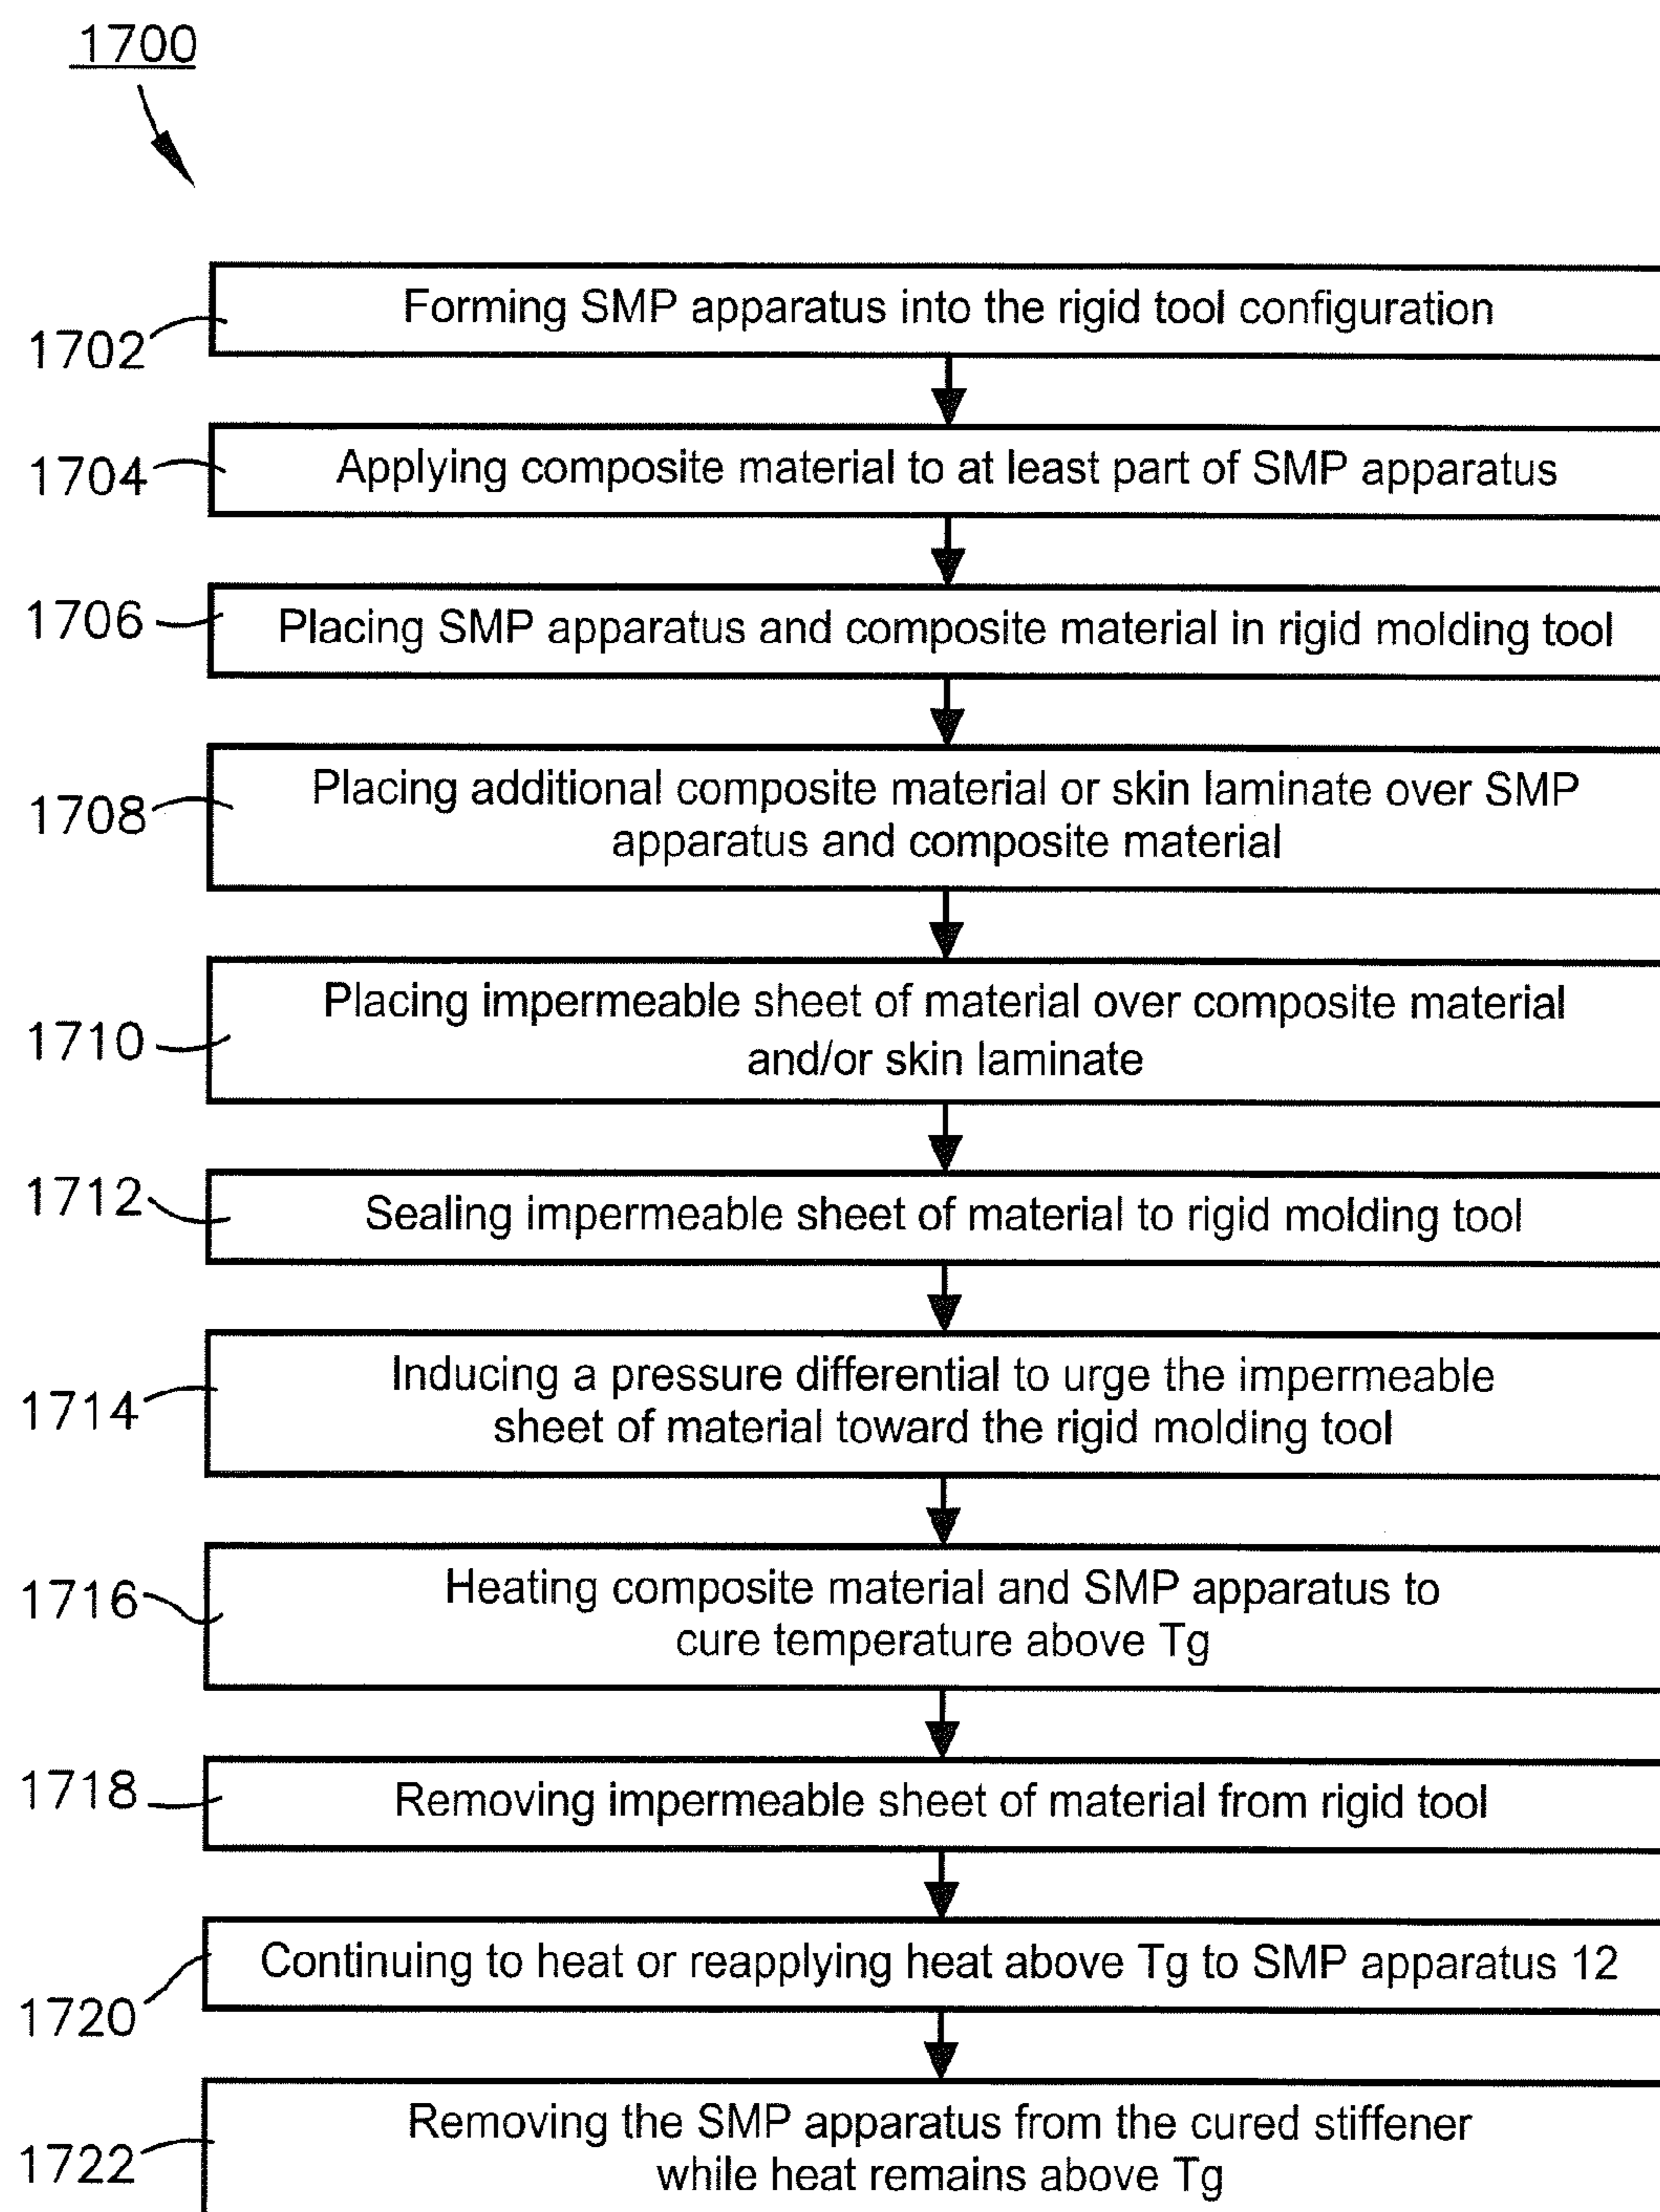 1700
Forming SMP apparatus into the rigid tool configuration
1702
Applying composite material to at least part of SMP apparatus
1704
Placing SMP apparatus and composite material in rigid molding tool
1706
Placing additional composite material or skin laminate over SMP
apparatus and composite material
1708
Placing impermeable sheet of material over composite material
and/or skin laminate
1710
Sealing impermeable sheet of material to rigid molding tool
1712
Inducing a pressure differential to urge the impermeable
sheet of material toward the rigid molding tool
1714
Heating composite material and SMP apparatus to
cure temperature above Tg
1716
Removing impermeable sheet of material from rigid tool
1718
Continuing to heat or reapplying heat above Tg to SMP apparatus 12
1720
Removing the SMP apparatus from the cured stiffener
while heat remains above Tg
1722